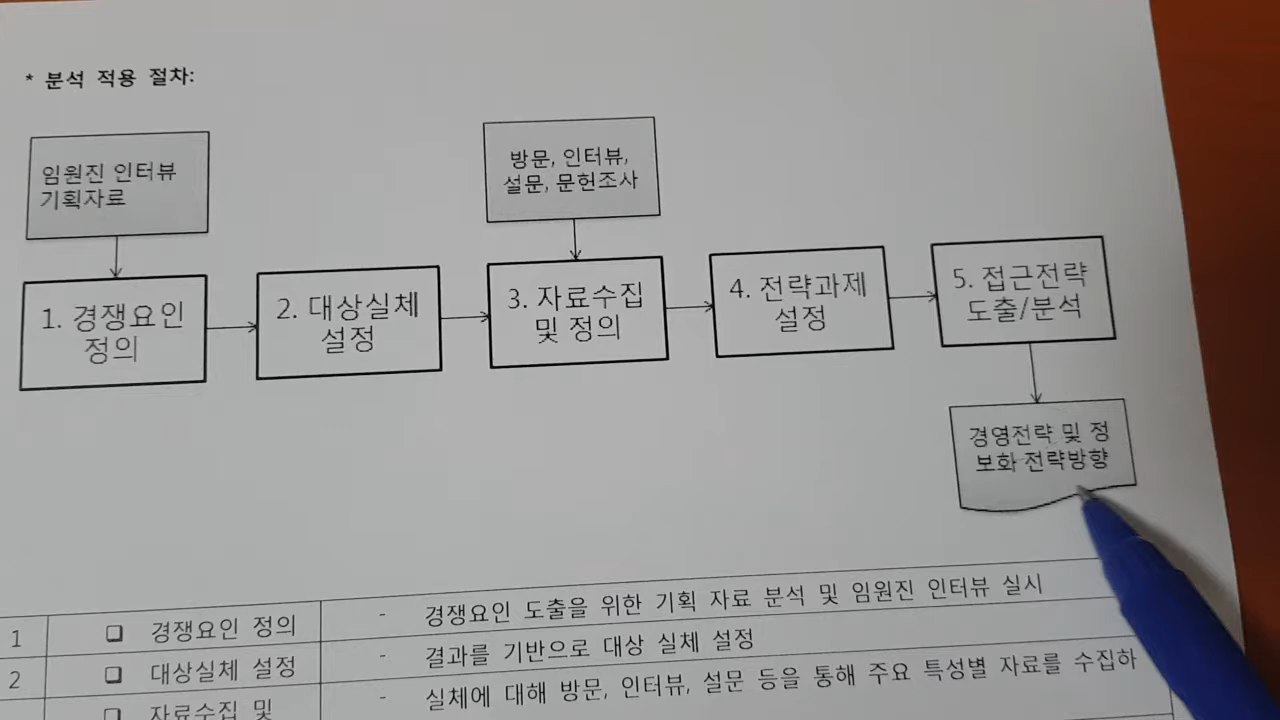 * 분석 적용 절차:
임원진 인터뷰
기획자료
방문, 인터뷰,
설문, 문헌조사
1. 경쟁요인
정의
2. 대상실체
설정
3. 자료수집
및 정의
4. 전략과제
설정
5. 접근전략
도출/분석
경영전략 및 정
보화 전략방향
1 ❏ 경쟁요인 정의 - 경쟁요인 도출을 위한 기획 자료 분석 및 임원진 인터뷰 실시
2 ❏ 대상실체 설정 - 결과를 기반으로 대상 실체 설정
❏ 자료수집 및 - 실체에 대해 방문, 인터뷰, 설문 등을 통해 주요 특성별 자료를 수집하